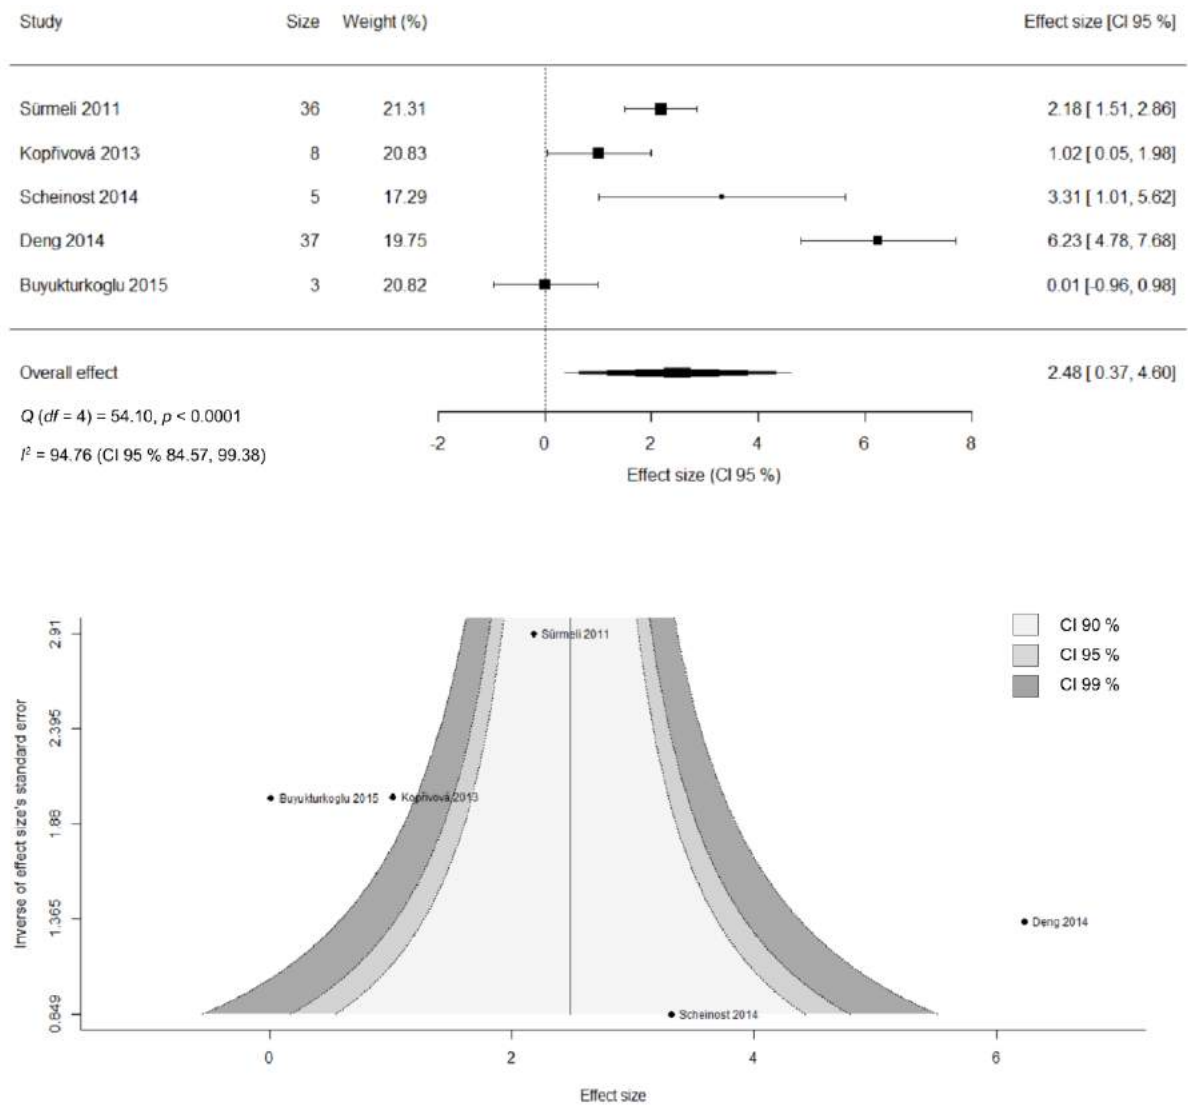 Study Size Weight (%) Effect size [CI 95 %]
Sürmeli 2011 36 21.31 2.18 [ 1.51, 2.86]
Kopřivová 2013 8 20.83 1.02 [ 0.05, 1.98]
Scheinost 2014 5 17.29 3.31 [ 1.01, 5.62]
Deng 2014 37 19.75 6.23 [ 4.78, 7.68]
Buyukturkoglu 2015 3 20.82 0.01 [-0.96, 0.98]
Overall effect 2.48 [ 0.37, 4.60]
Q (df = 4) = 54.10, p < 0.0001
I² = 94.76 (CI 95 % 84.57, 99.38)
-2 0 2 4 6 8
Effect size (CI 95 %)
Inverse of effect size's standard error
2.91
2.395
1.88
1.365
0.849
Sürmeli 2011
Buyukturkoglu 2015
Kopřivová 2013
Deng 2014
Scheinost 2014
CI 90 %
CI 95 %
CI 99 %
0 2 4 6
Effect size